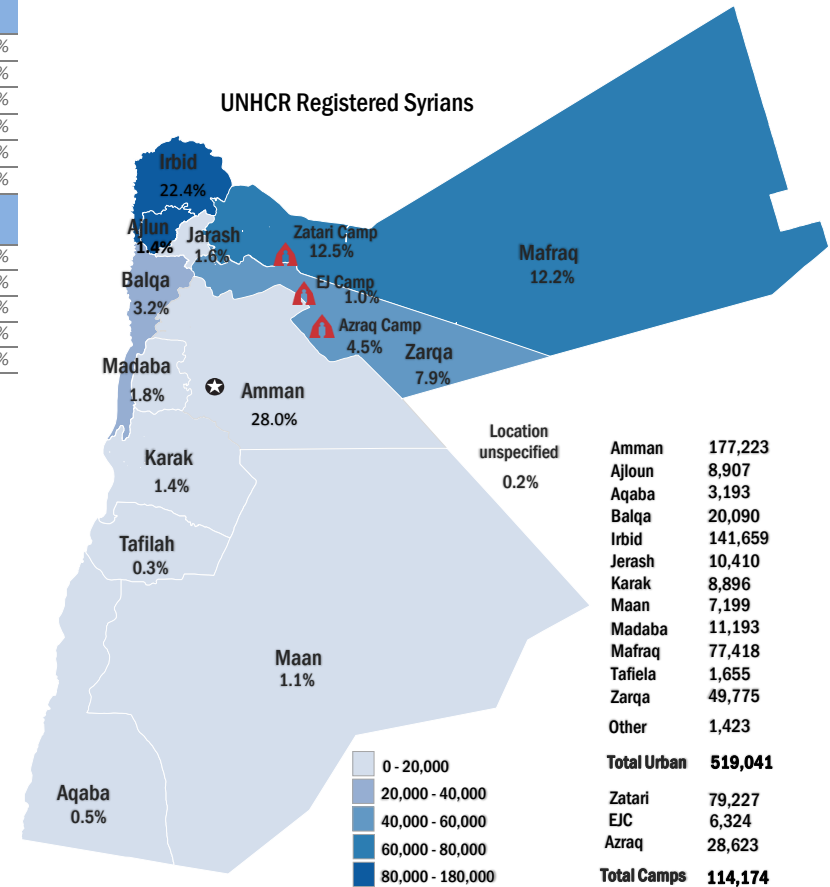 %
%
%
%
%
%
%
%
%
%
%
UNHCR Registered Syrians
Irbid
22.4%
Ajlun
1.4%
Jarash
1.6%
Zatari Camp
12.5%
Mafraq
12.2%
Balqa
3.2%
EJ Camp
1.0%
Azraq Camp
4.5%
Zarqa
7.9%
Madaba
1.8%
Amman
28.0%
Karak
1.4%
Location
unspecified
0.2%
Tafilah
0.3%
Maan
1.1%
Aqaba
0.5%
0 - 20,000
20,000 - 40,000
40,000 - 60,000
60,000 - 80,000
80,000 - 180,000
Amman 177,223
Ajloun 8,907
Aqaba 3,193
Balqa 20,090
Irbid 141,659
Jerash 10,410
Karak 8,896
Maan 7,199
Madaba 11,193
Mafraq 77,418
Tafiela 1,655
Zarqa 49,775
Other 1,423
Total Urban 519,041
Zatari 79,227
EJC 6,324
Azraq 28,623
Total Camps 114,174